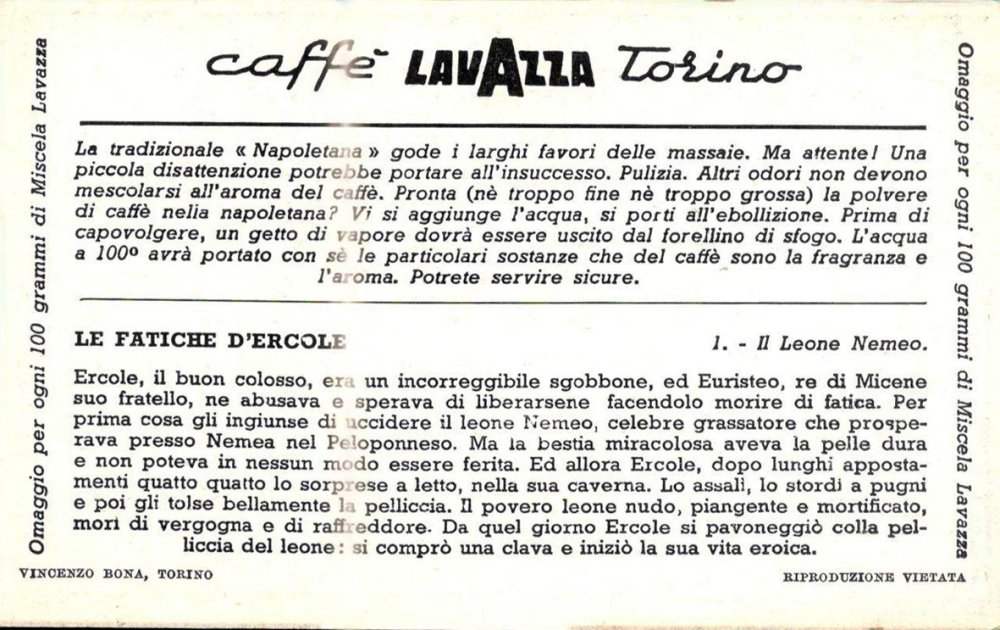 caffè LAVAZZA Torino
La tradizionale « Napoletana » gode i larghi favori delle massaie. Ma attente! Una
piccola disattenzione potrebbe portare all'insuccesso. Pulizia. Altri odori non devono
mescolarsi all'aroma del caffè. Pronta (nè troppo fine nè troppo grossa) la polvere
di caffè nella napoletana? Vi si aggiunge l'acqua, si porti all'ebollizione. Prima di
capovolgere, un getto di vapore dovrà essere uscito dal forellino di sfogo. L'acqua
a 100º avrà portato con sè le particolari sostanze che del caffè sono la fragranza e
l'aroma. Potrete servire sicure.
LE FATICHE D'ERCOLE 1. - Il Leone Nemeo.
Ercole, il buon colosso, era un incorreggibile sgobbone, ed Euristeo, re di Micene
suo fratello, ne abusava e sperava di liberarsene facendolo morire di fatica. Per
prima cosa gli ingiunse di uccidere il leone Nemeo, celebre grassatore che prospe-
rava presso Nemea nel Peloponneso. Ma la bestia miracolosa aveva la pelle dura
e non poteva in nessun modo essere ferita. Ed allora Ercole, dopo lunghi apposta-
menti quatto quatto lo sorprese a letto, nella sua caverna. Lo assalì, lo stordì a pugni
e poi gli tolse bellamente la pelliccia. Il povero leone nudo, piangente e mortificato,
morì di vergogna e di raffreddore. Da quel giorno Ercole si pavoneggiò colla pel-
liccia del leone: si comprò una clava e iniziò la sua vita eroica.
Omaggio per ogni 100 grammi di Miscela Lavazza
Omaggio per ogni 100 grammi di Miscela Lavazza
VINCENZO BONA, TORINO
RIPRODUZIONE VIETATA